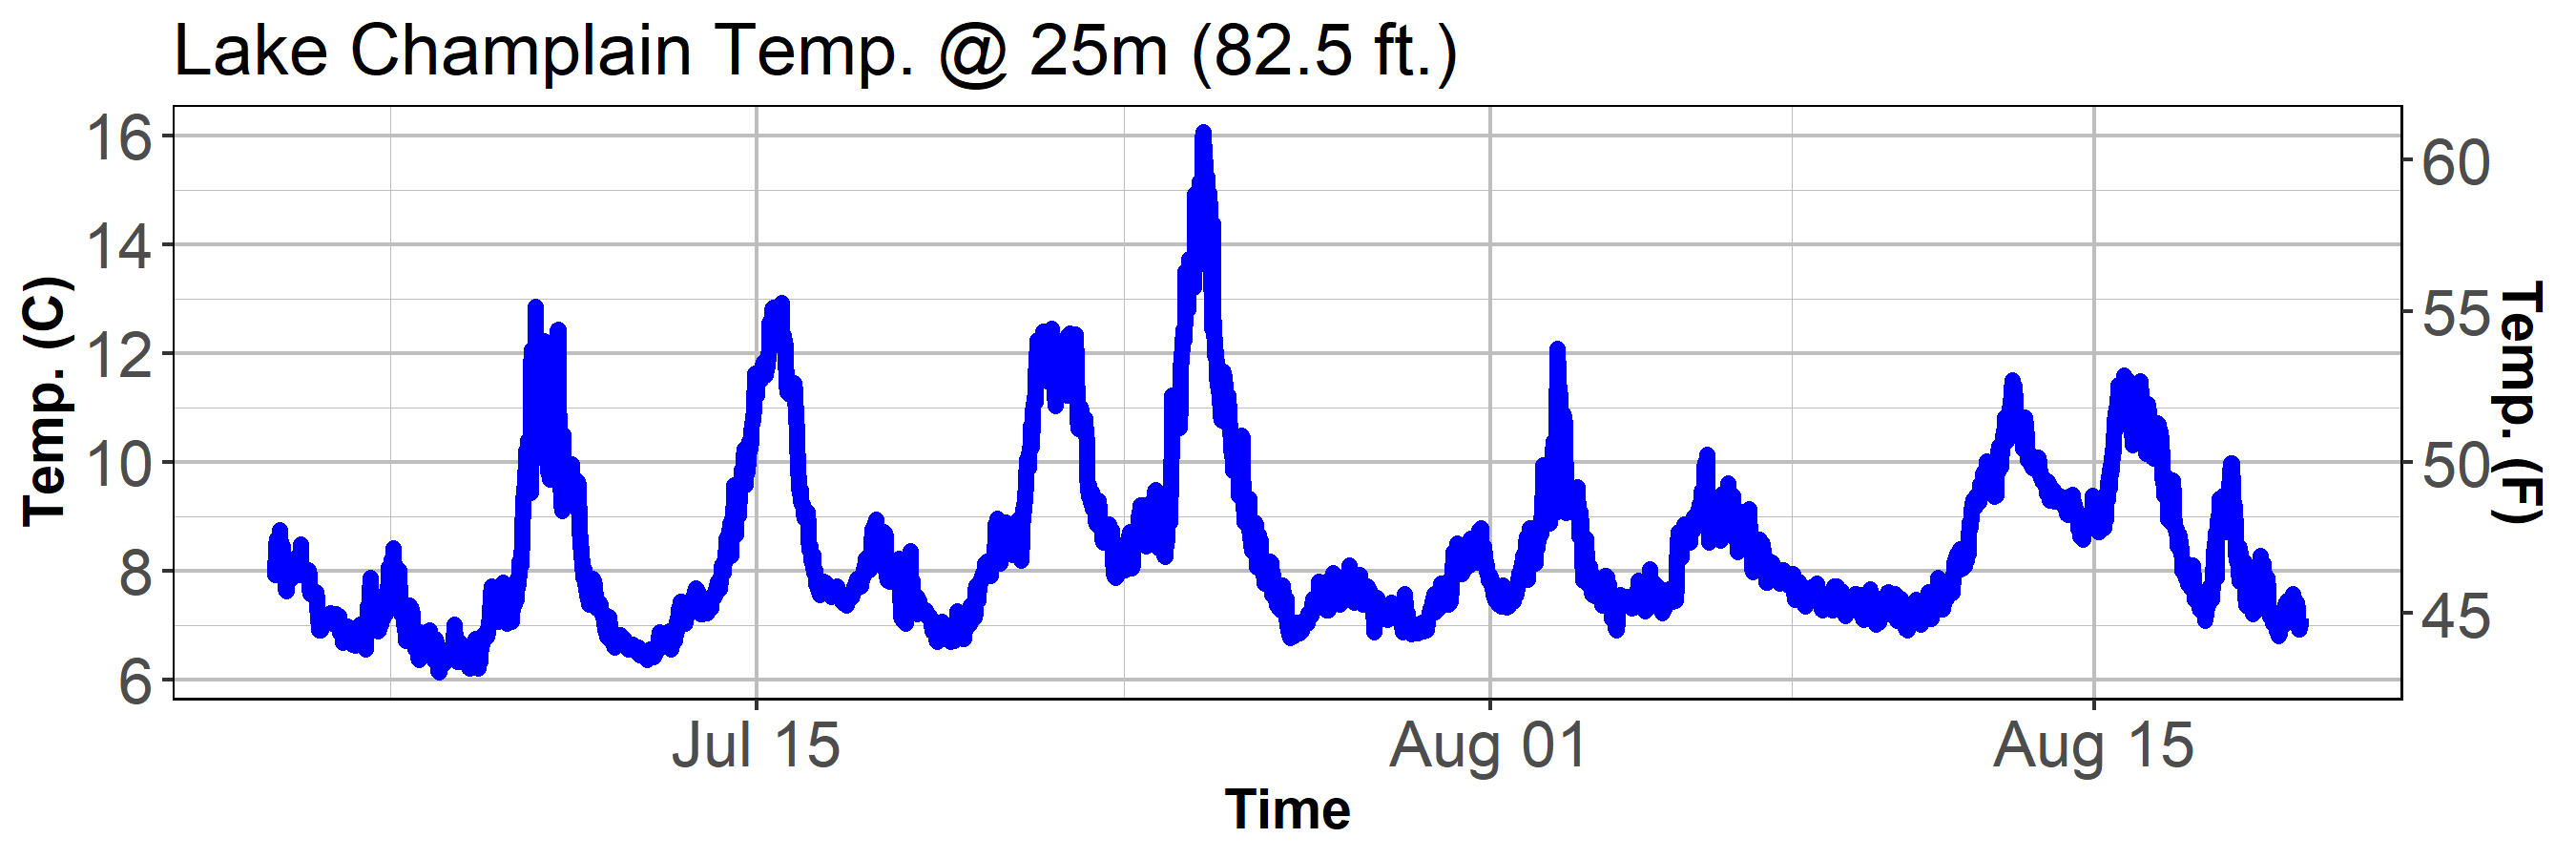 Lake Champlain Temp. @ 25m (82.5 ft.)
Temp. (C)
16
14
12
10
8
6
60
55
50
45
Temp. (F)
Jul 15
Aug 01
Aug 15
Time